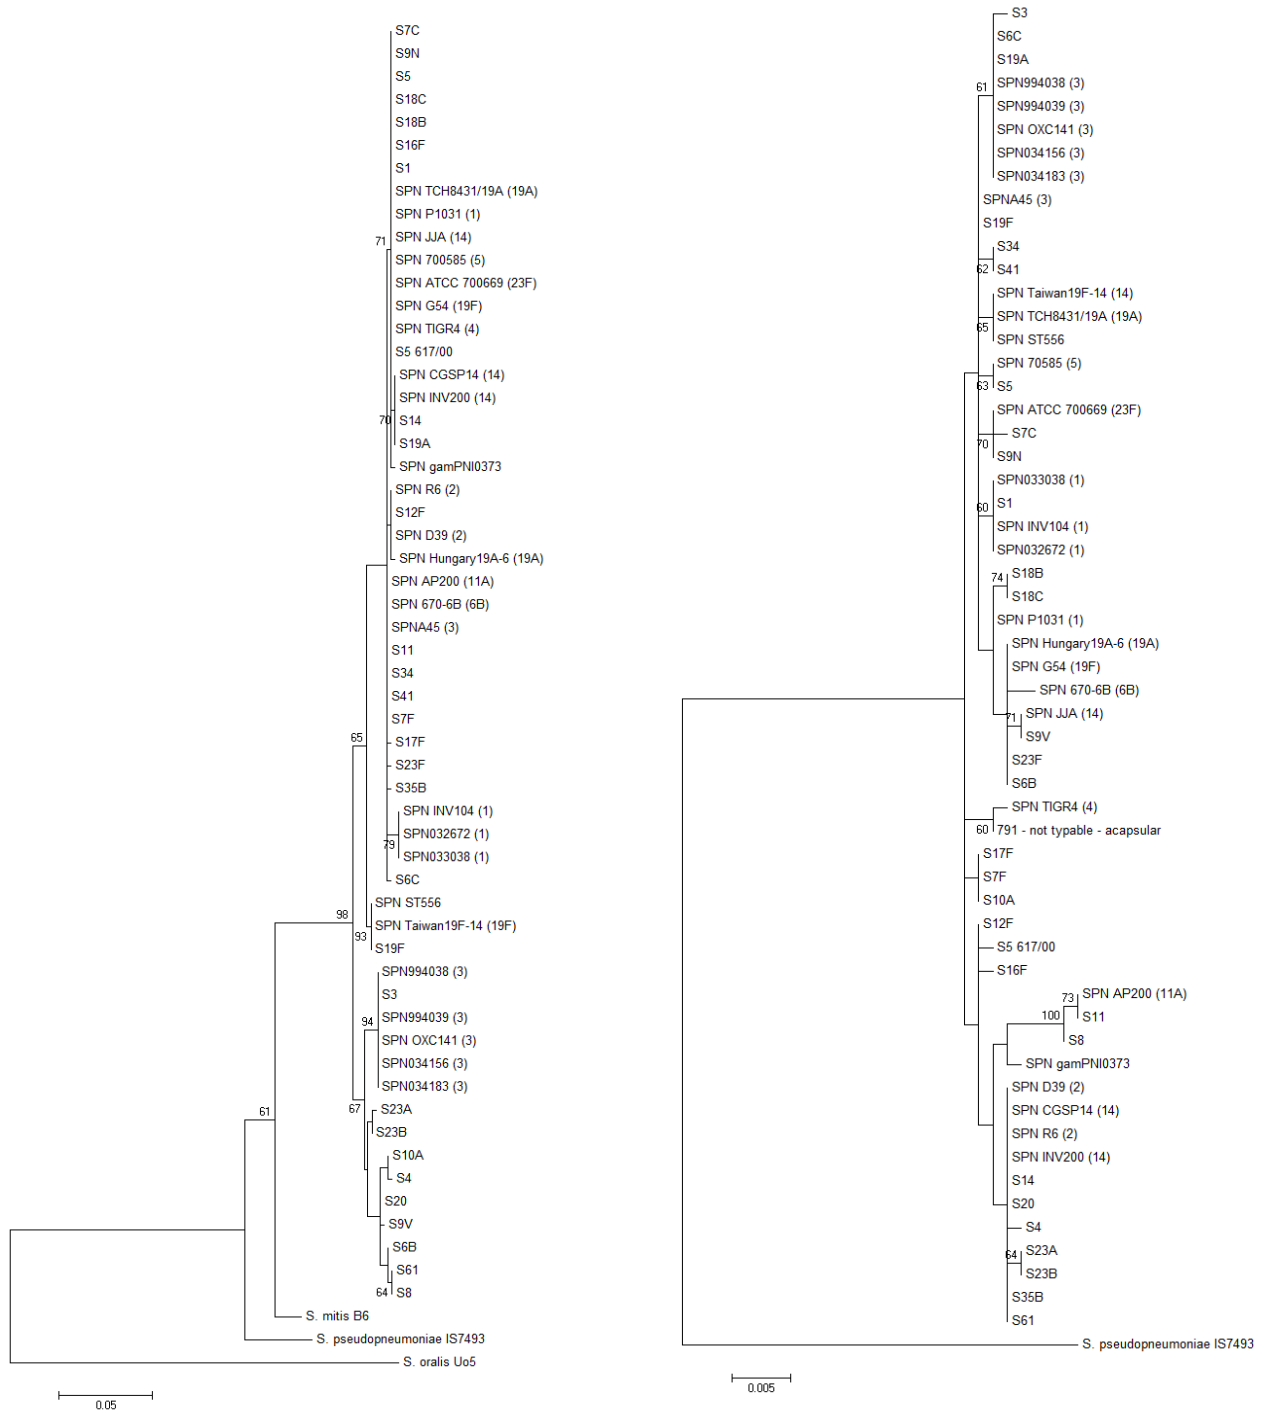 S7C
S9N
S5
S18C
S18B
S16F
S1
SPN TCH8431/19A (19A)
SPN P1031 (1)
71
SPN JJA (14)
SPN 700585 (5)
SPN ATCC 700669 (23F)
SPN G54 (19F)
SPN TIGR4 (4)
S5 617/00
SPN CGSP14 (14)
SPN INV200 (14)
70
S14
S19A
SPN gamPNI0373
SPN R6 (2)
S12F
SPN D39 (2)
SPN Hungary19A-6 (19A)
SPN AP200 (11A)
SPN 670-6B (6B)
SPNA45 (3)
S11
S34
S41
S7F
65
S17F
S23F
S35B
SPN INV104 (1)
SPN032672 (1)
79
SPN033038 (1)
S6C
SPN ST556
98
SPN Taiwan19F-14 (19F)
93
S19F
SPN994038 (3)
S3
SPN994039 (3)
94
SPN OXC141 (3)
SPN034156 (3)
SPN034183 (3)
67
S23A
61
S23B
S10A
S4
S20
S9V
S6B
S61
64
S8
S. mitis B6
S. pseudopneumoniae IS7493
S. oralis Uo5
0.05
S3
S6C
S19A
61
SPN994038 (3)
SPN994039 (3)
SPN OXC141 (3)
SPN034156 (3)
SPN034183 (3)
SPNA45 (3)
S19F
S34
62
S41
SPN Taiwan19F-14 (14)
SPN TCH8431/19A (19A)
65
SPN ST556
SPN 70585 (5)
63
S5
SPN ATCC 700669 (23F)
S7C
70
S9N
SPN033038 (1)
60
S1
SPN INV104 (1)
SPN032672 (1)
74
S18B
S18C
SPN P1031 (1)
SPN Hungary19A-6 (19A)
SPN G54 (19F)
SPN 670-6B (6B)
71
SPN JJA (14)
S9V
S23F
S6B
SPN TIGR4 (4)
60
791 - not typable - acapsular
S17F
S7F
S10A
S12F
S5 617/00
S16F
73
SPN AP200 (11A)
100
S11
S8
SPN gamPNI0373
SPN D39 (2)
SPN CGSP14 (14)
SPN R6 (2)
SPN INV200 (14)
S14
S20
S4
64
S23A
S23B
S35B
S61
S. pseudopneumoniae IS7493
0.005